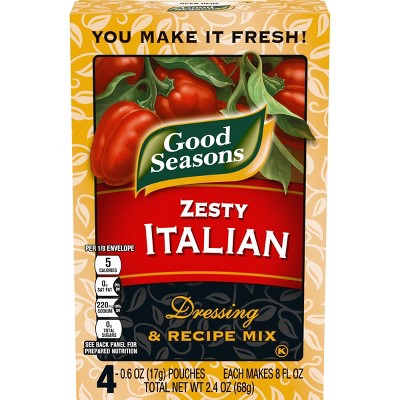 YOU MAKE IT FRESH!
Good
Seasons
ZESTY
ITALIAN
PER 1/8 ENVELOPE
5
CALORIES
0g
SAT FAT
220mg
SODIUM
0g
TOTAL
SUGARS
SEE BACK PANEL FOR
PREPARED NUTRITION
Dressing
& RECIPE MIX
K
4-0.6 OZ (17g) POUCHES EACH MAKES 8 FL OZ
TOTAL NET WT 2.4 OZ (68g)